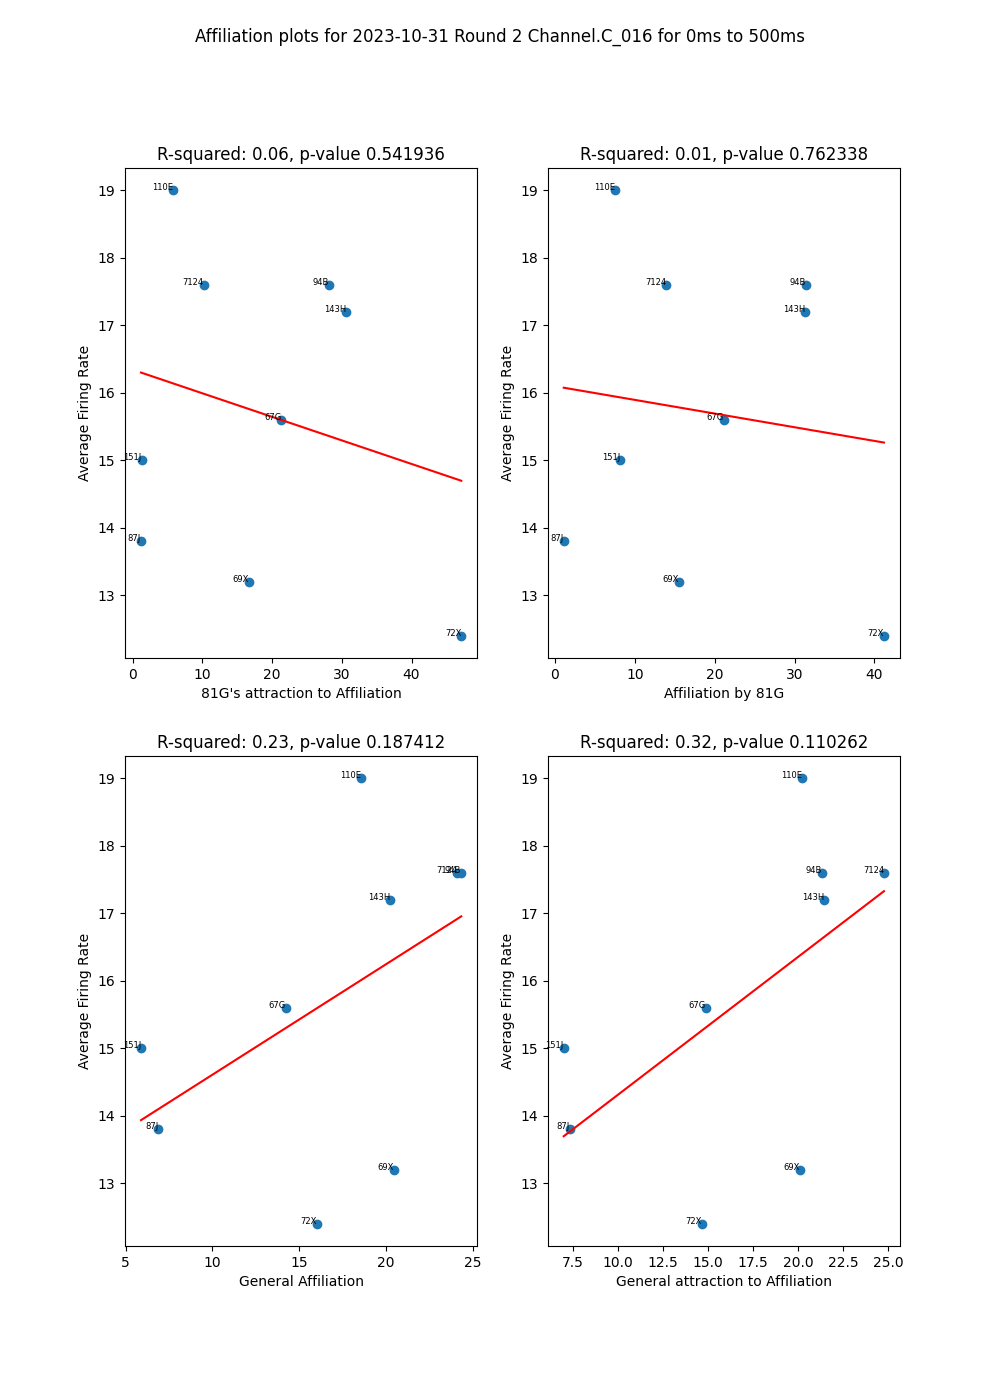 Affiliation plots for 2023-10-31 Round 2 Channel.C_016 for 0ms to 500ms
R-squared: 0.06, p-value 0.541936
19
18
17
16
15
14
13
Average Firing Rate
110E
7124
94B
143H
67G
151J
87J
69X
72X
0 10 20 30 40
81G's attraction to Affiliation
R-squared: 0.01, p-value 0.762338
19
18
17
16
15
14
13
Average Firing Rate
110E
7124
94B
143H
67G
151J
87J
69X
72X
0 10 20 30 40
Affiliation by 81G
R-squared: 0.23, p-value 0.187412
19
18
17
16
15
14
13
Average Firing Rate
110E
7124
94B
143H
67G
151J
87J
69X
72X
5 10 15 20 25
General Affiliation
R-squared: 0.32, p-value 0.110262
19
18
17
16
15
14
13
Average Firing Rate
110E
94B
7124
143H
67G
151J
87J
69X
72X
7.5 10.0 12.5 15.0 17.5 20.0 22.5 25.0
General attraction to Affiliation